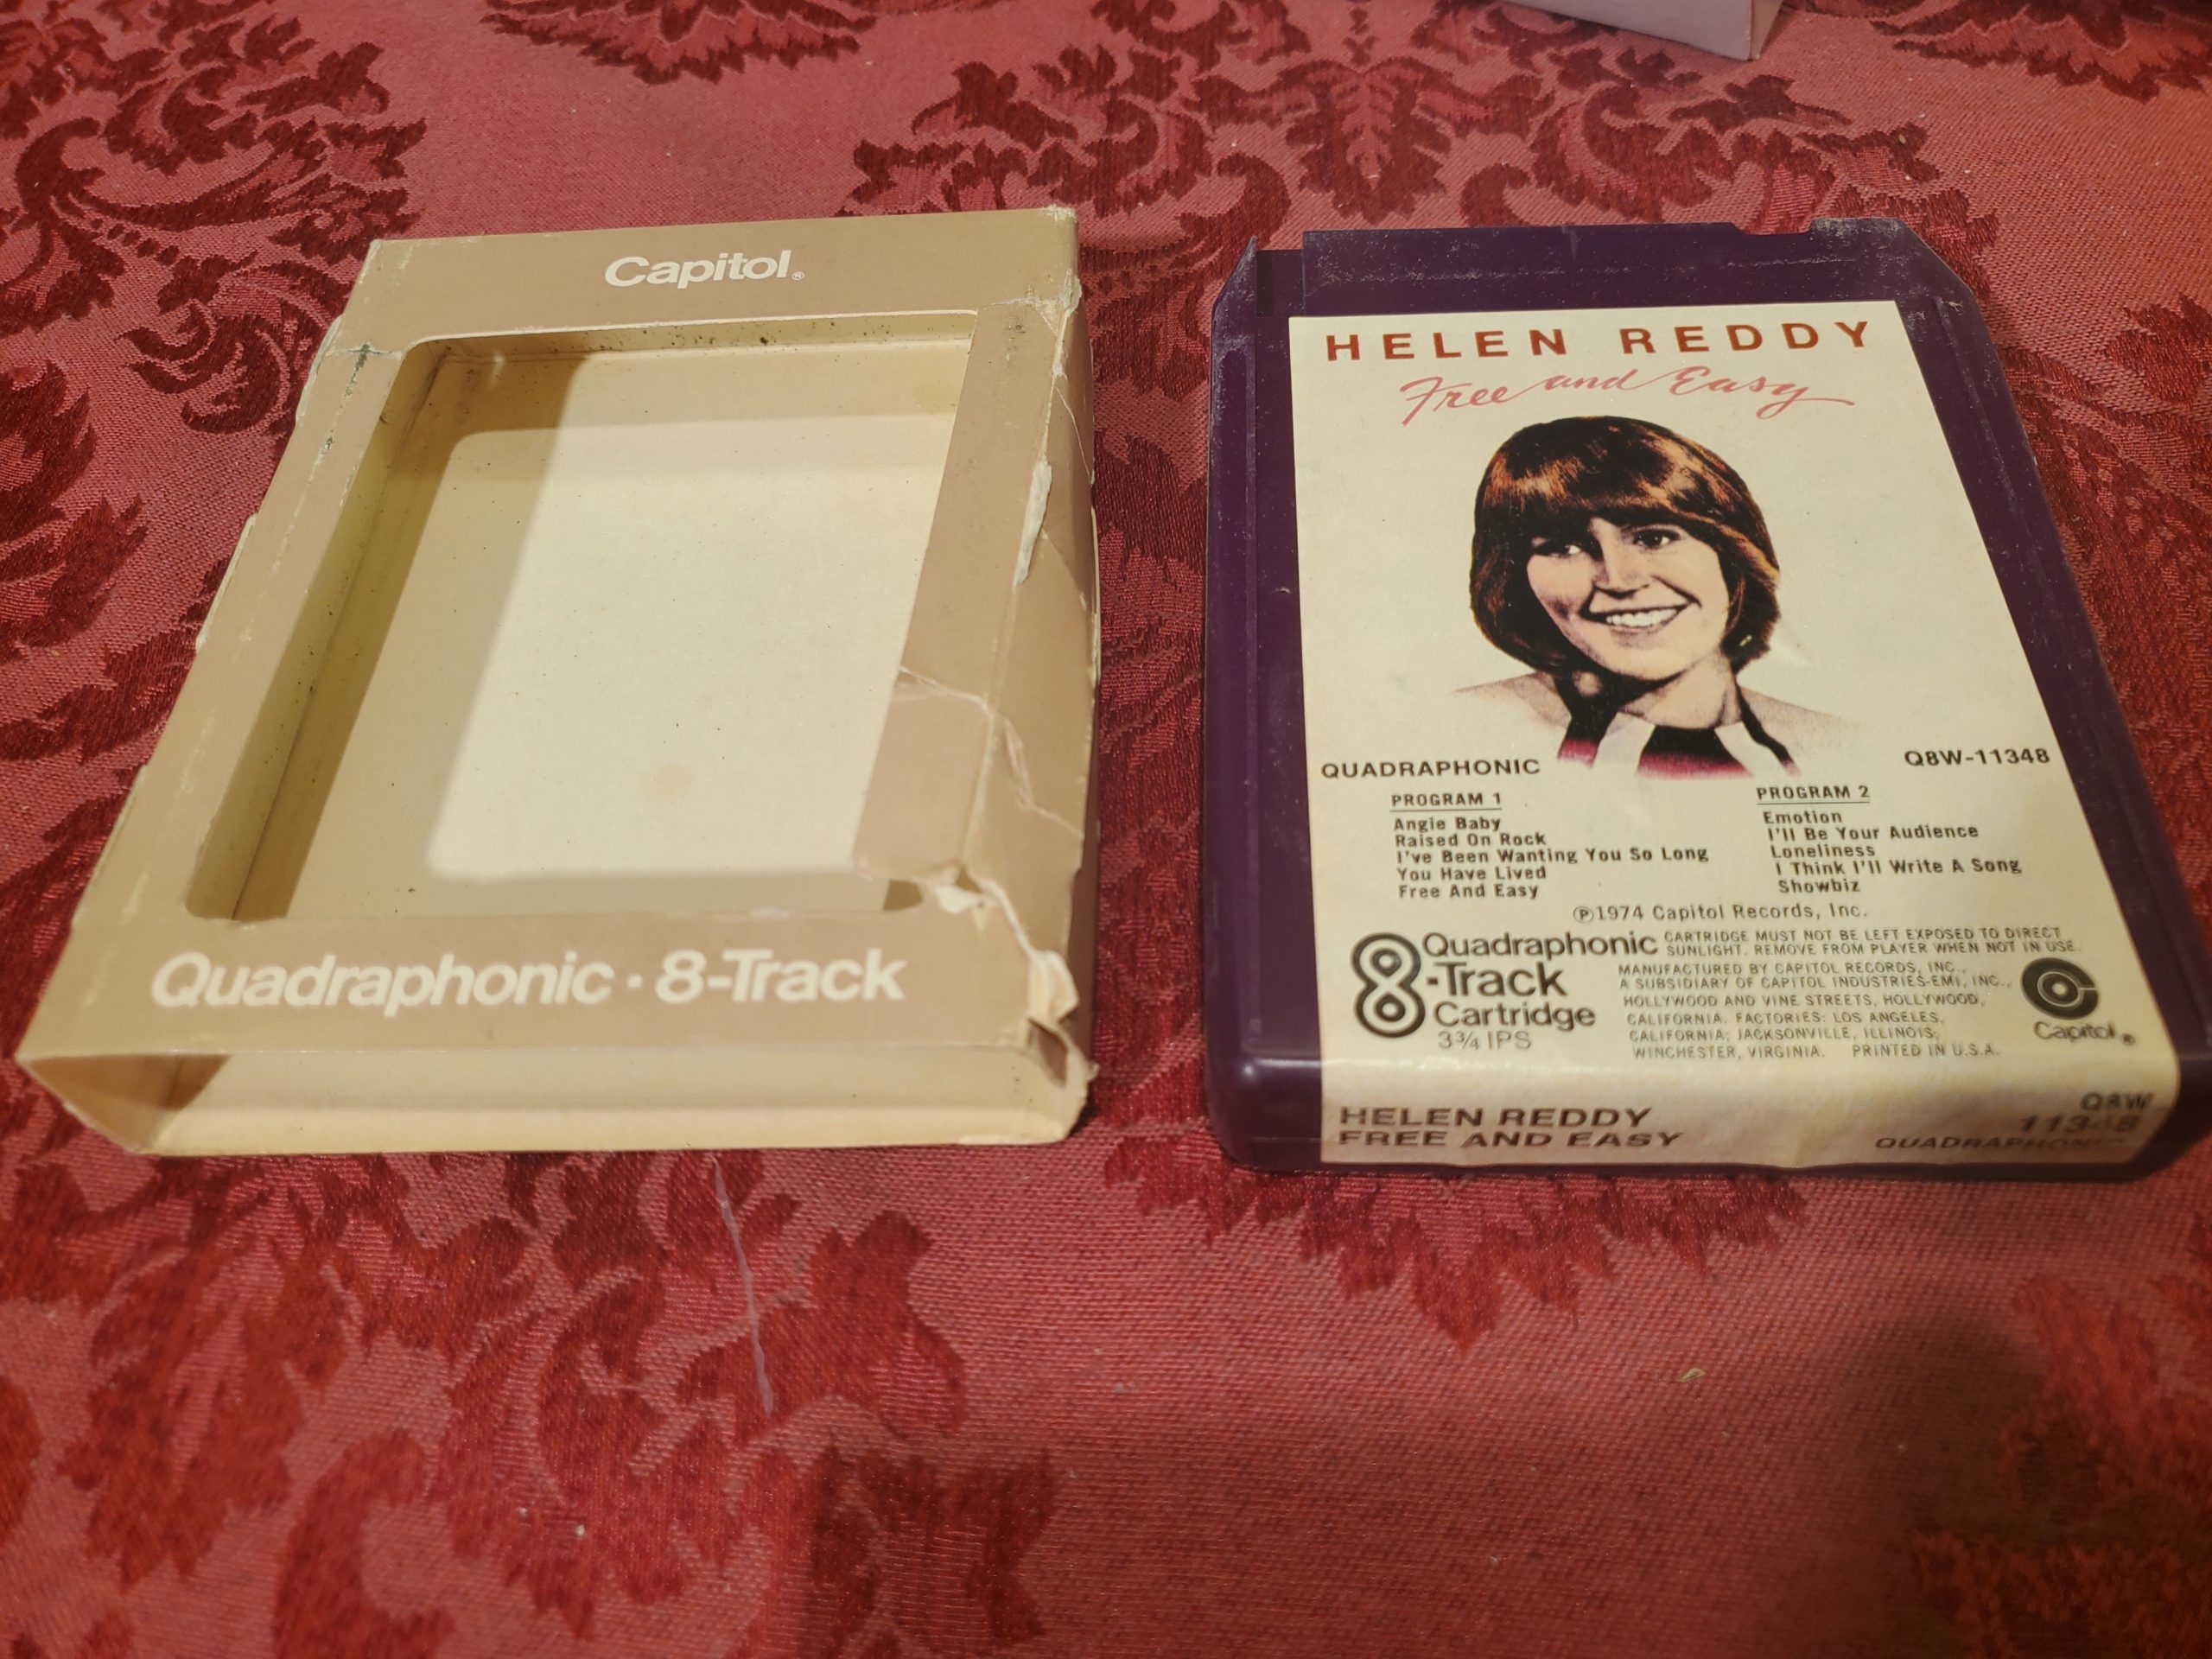 Capitol®
Quadraphonic · 8-Track
HELEN REDDY
Free and Easy
QUADRAPHONIC
Q8W-11348
PROGRAM 1
Angie Baby
Raised On Rock
I've Been Wanting You So Long
You Have Lived
Free And Easy
PROGRAM 2
Emotion
I'll Be Your Audience
Loneliness
I Think I'll Write A Song
Showbiz
℗1974 Capitol Records, Inc.
8 Quadraphonic
-Track
Cartridge
3¾ IPS
CARTRIDGE MUST NOT BE LEFT EXPOSED TO DIRECT
SUNLIGHT. REMOVE FROM PLAYER WHEN NOT IN USE.
MANUFACTURED BY CAPITOL RECORDS, INC.,
A SUBSIDIARY OF CAPITOL INDUSTRIES-EMI, INC.,
HOLLYWOOD AND VINE STREETS, HOLLYWOOD,
CALIFORNIA. FACTORIES: LOS ANGELES,
CALIFORNIA; JACKSONVILLE, ILLINOIS;
WINCHESTER, VIRGINIA. PRINTED IN U.S.A.
Capitol®
HELEN REDDY
FREE AND EASY
Q8W
11348
QUADRAPHONIC